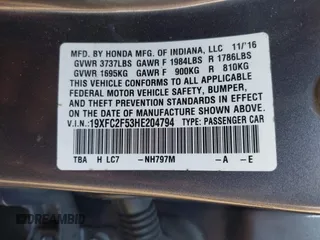 MFD. BY HONDA MFG. OF INDIANA, LLC 11/'16
GVWR 3737LBS GAWR F 1984LBS R 1786LBS
GVWR 1695KG GAWR F 900KG R 810KG
THIS VEHICLE CONFORMS TO ALL APPLICABLE
FEDERAL MOTOR VEHICLE SAFETY, BUMPER,
AND THEFT PREVENTION STANDARDS IN EFFECT
ON THE DATE OF MANUFACTURE SHOWN ABOVE.
V.I.N.: 19XFC2F53HE204794 TYPE: PASSENGER CAR
TBA H LC7 -NH797M -A -E
DREAMBID